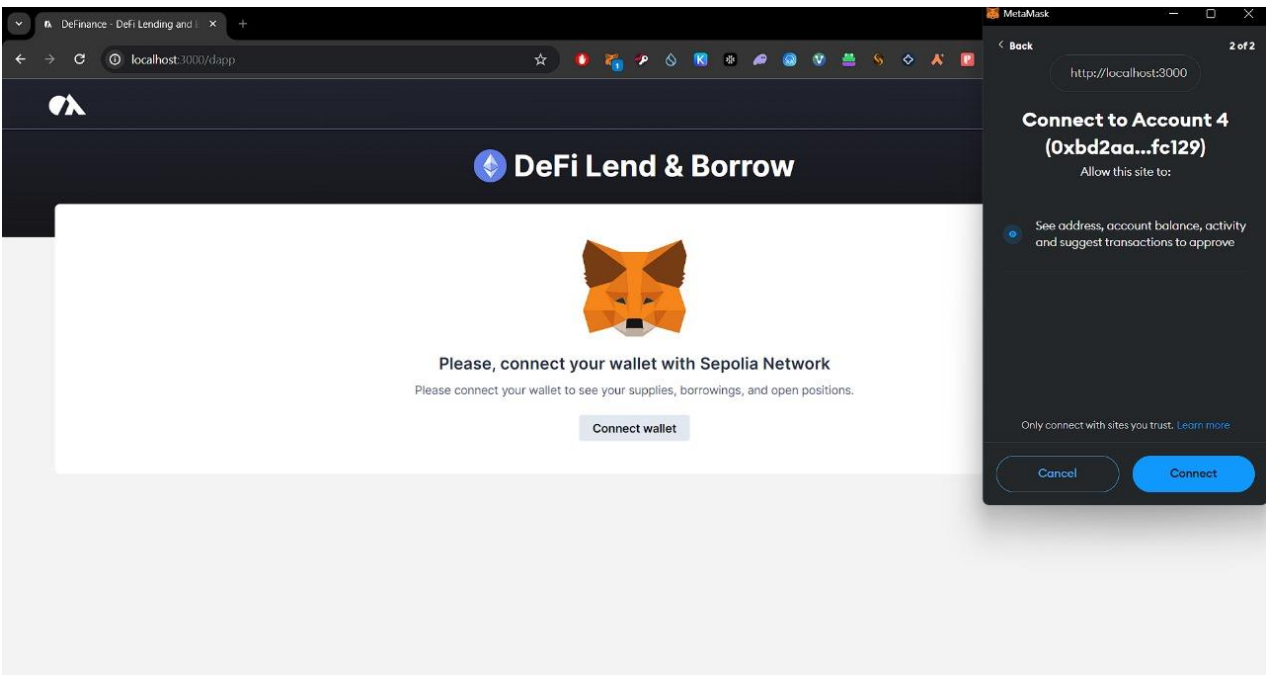 DeFinance - DeFi Lending and
localhost:3000/dapp
DeFi Lend & Borrow
Please, connect your wallet with Sepolia Network
Please connect your wallet to see your supplies, borrowings, and open positions.
Connect wallet
MetaMask
Back
2 of 2
http://localhost:3000
Connect to Account 4
(0xbd2aa...fc129)
Allow this site to:
See address, account balance, activity
and suggest transactions to approve
Only connect with sites you trust. Learn more
Cancel
Connect